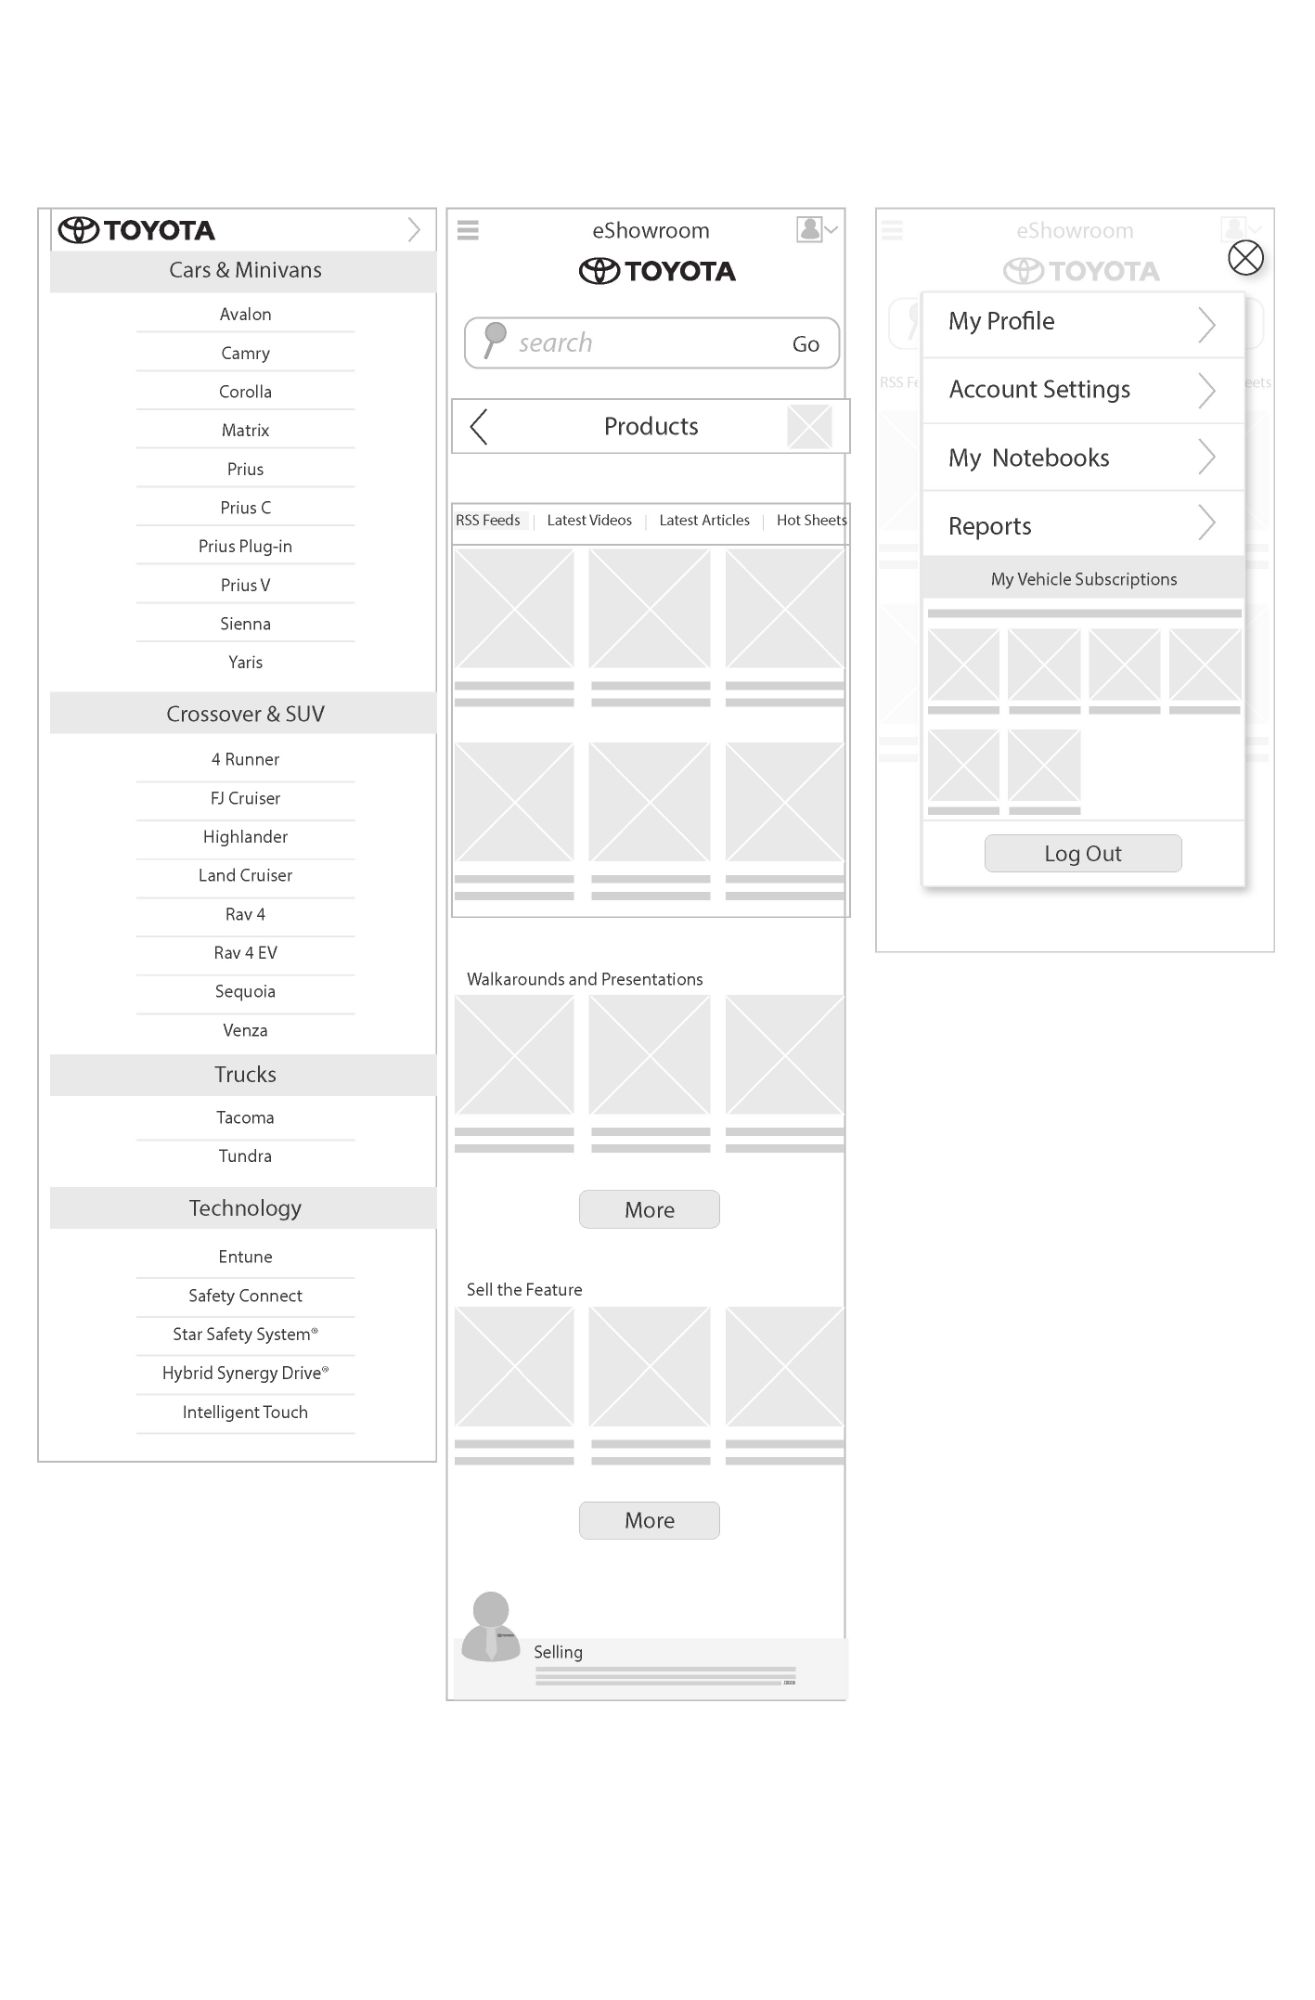 TOYOTA
Cars & Minivans
Avalon
Camry
Corolla
Matrix
Prius
Prius C
Prius Plug-in
Prius V
Sienna
Yaris
Crossover & SUV
4 Runner
FJ Cruiser
Highlander
Land Cruiser
Rav 4
Rav 4 EV
Sequoia
Venza
Trucks
Tacoma
Tundra
Technology
Entune
Safety Connect
Star Safety System®
Hybrid Synergy Drive®
Intelligent Touch
eShowroom
TOYOTA
search Go
Products
RSS Feeds Latest Videos Latest Articles Hot Sheets
Walkarounds and Presentations
More
Sell the Feature
More
Selling
eShowroom
TOYOTA
RSS Fe eets
My Profile
Account Settings
My Notebooks
Reports
My Vehicle Subscriptions
Log Out